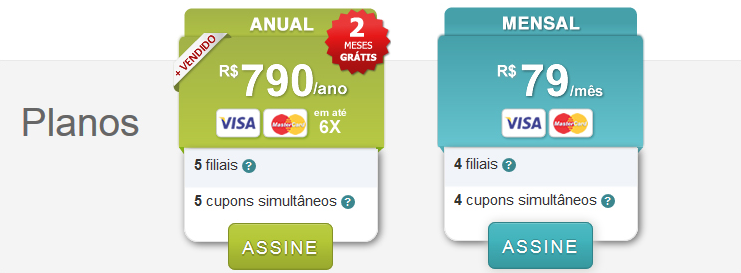 Planos
ANUAL
+ VENDIDO
2
MESES
GRÁTIS
R$ 790/ano
VISA MasterCard em até
6X
5 filiais ?
5 cupons simultâneos ?
ASSINE
MENSAL
R$ 79/mês
VISA MasterCard
4 filiais ?
4 cupons simultâneos ?
ASSINE